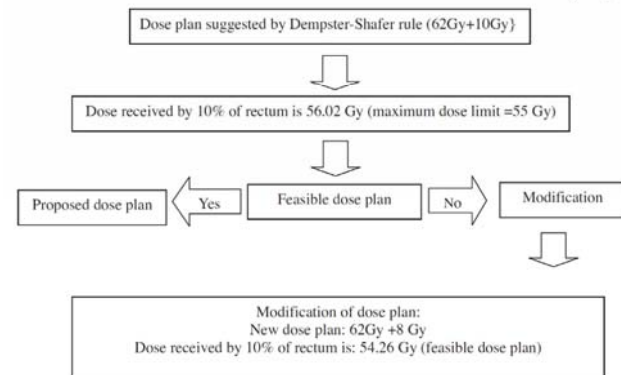 Dose plan suggested by Dempster-Shafer rule (62Gy+10Gy}
Dose received by 10% of rectum is 56.02 Gy (maximum dose limit =55 Gy)
Proposed dose plan
Yes
Feasible dose plan
No
Modification
Modification of dose plan:
New dose plan: 62Gy +8 Gy
Dose received by 10% of rectum is: 54.26 Gy (feasible dose plan)